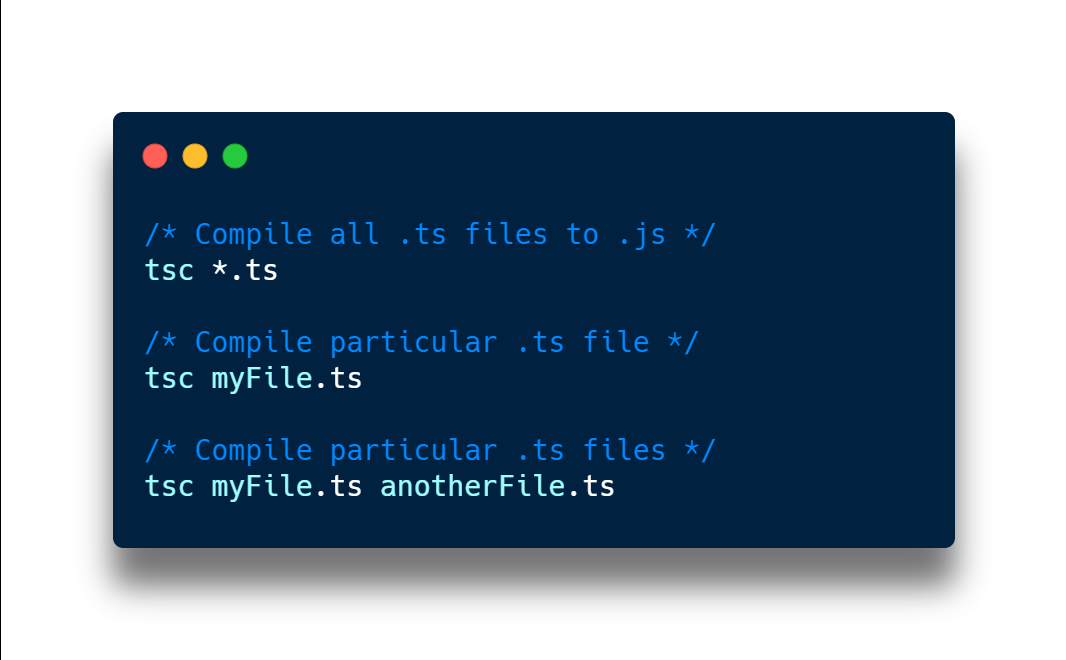 /* Compile all .ts files to .js */
tsc *.ts
/* Compile particular .ts file */
tsc myFile.ts
/* Compile particular .ts files */
tsc myFile.ts anotherFile.ts